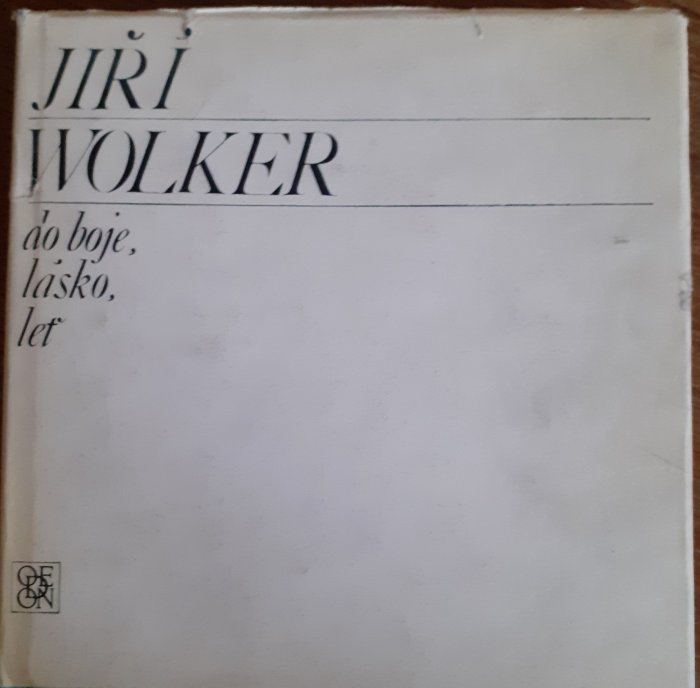 JIŘÍ
WOLKER
do boje,
lásko,
leť
ODEON